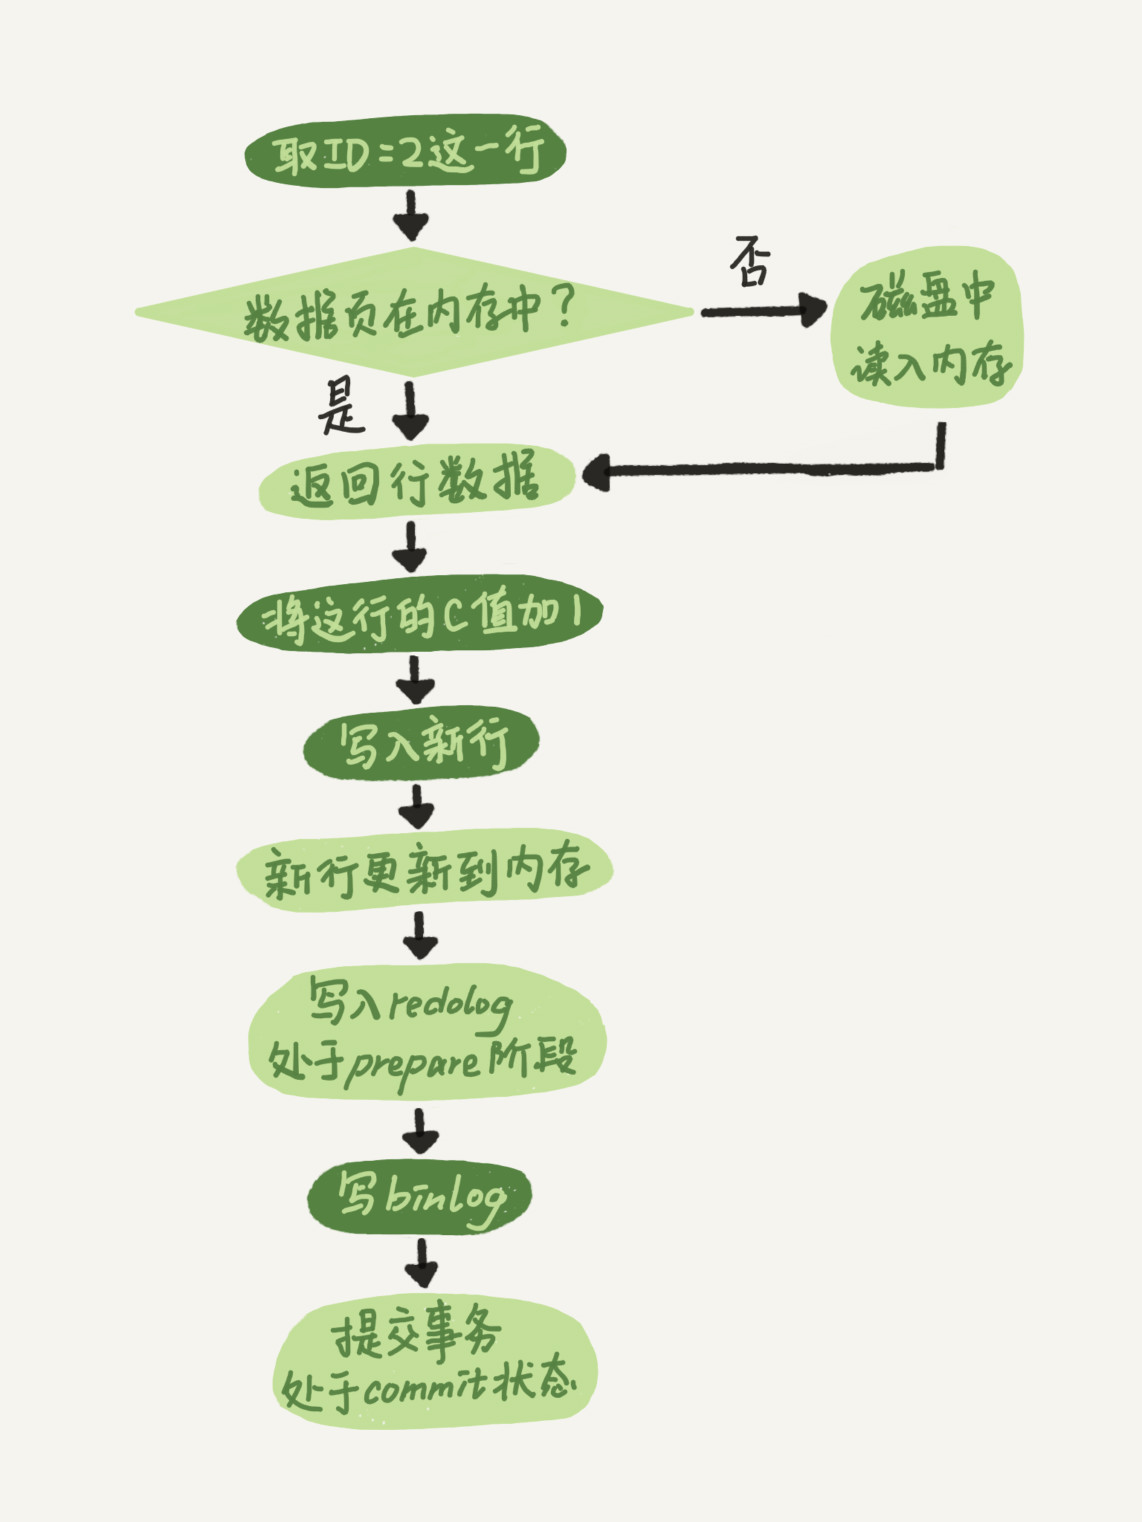 取ID=2这一行
数据页在内存中?
否
磁盘中
读入内存
是
返回行数据
将这行的C值加1
写入新行
新行更新到内存
写入redolog
处于prepare阶段
写binlog
提交事务
处于commit状态